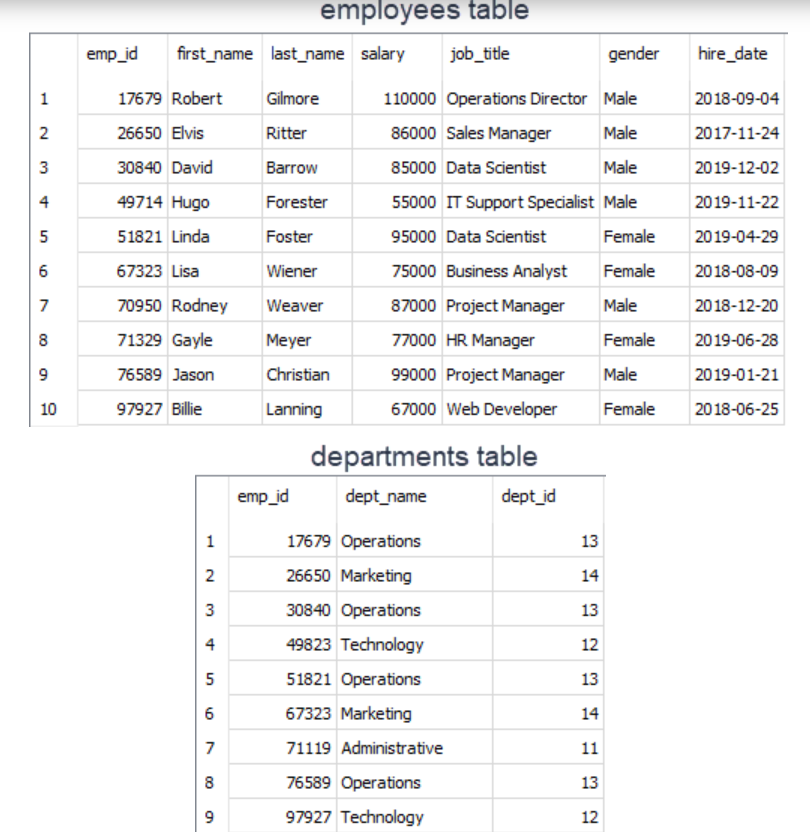 employees table
emp_id first_name last_name salary job_title gender hire_date
1 17679 Robert Gilmore 110000 Operations Director Male 2018-09-04
2 26650 Elvis Ritter 86000 Sales Manager Male 2017-11-24
3 30840 David Barrow 85000 Data Scientist Male 2019-12-02
4 49714 Hugo Forester 55000 IT Support Specialist Male 2019-11-22
5 51821 Linda Foster 95000 Data Scientist Female 2019-04-29
6 67323 Lisa Wiener 75000 Business Analyst Female 2018-08-09
7 70950 Rodney Weaver 87000 Project Manager Male 2018-12-20
8 71329 Gayle Meyer 77000 HR Manager Female 2019-06-28
9 76589 Jason Christian 99000 Project Manager Male 2019-01-21
10 97927 Billie Lanning 67000 Web Developer Female 2018-06-25
departments table
emp_id dept_name dept_id
1 17679 Operations 13
2 26650 Marketing 14
3 30840 Operations 13
4 49823 Technology 12
5 51821 Operations 13
6 67323 Marketing 14
7 71119 Administrative 11
8 76589 Operations 13
9 97927 Technology 12